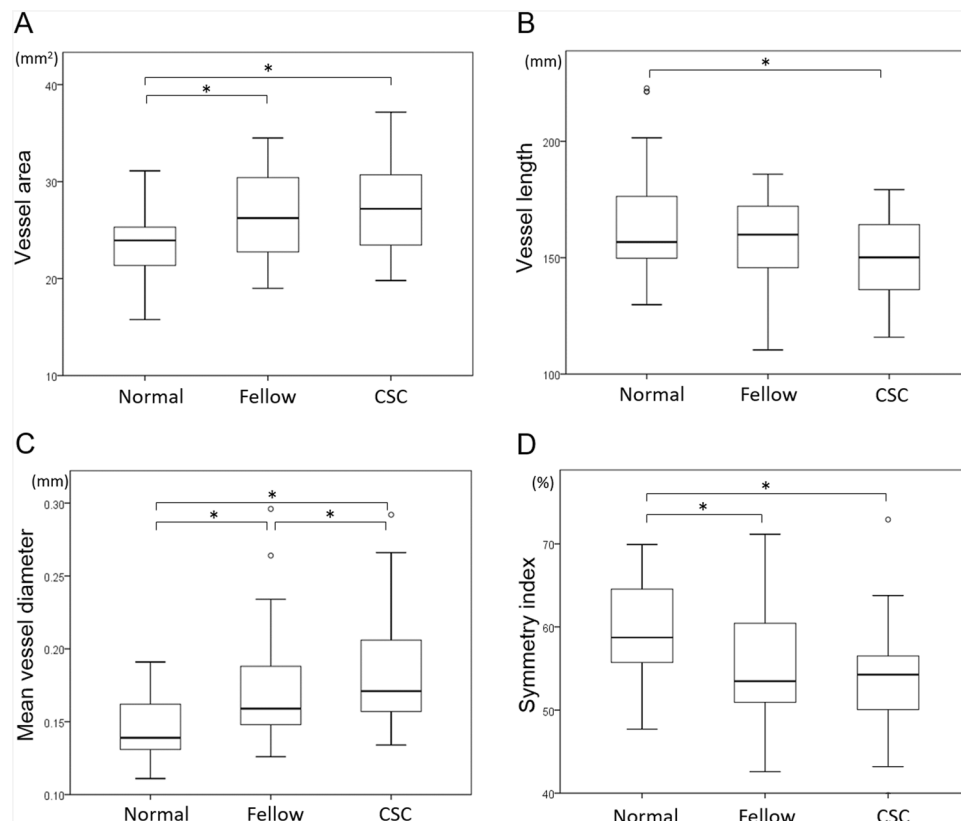 A
(mm²)
Vessel area
40
30
20
10
*
*
Normal Fellow CSC
B
(mm)
Vessel length
200
150
100
*
Normal Fellow CSC
C
(mm)
Mean vessel diameter
0.30
0.25
0.20
0.15
0.10
*
*
*
Normal Fellow CSC
D
(%)
Symmetry index
70
60
50
40
*
*
Normal Fellow CSC